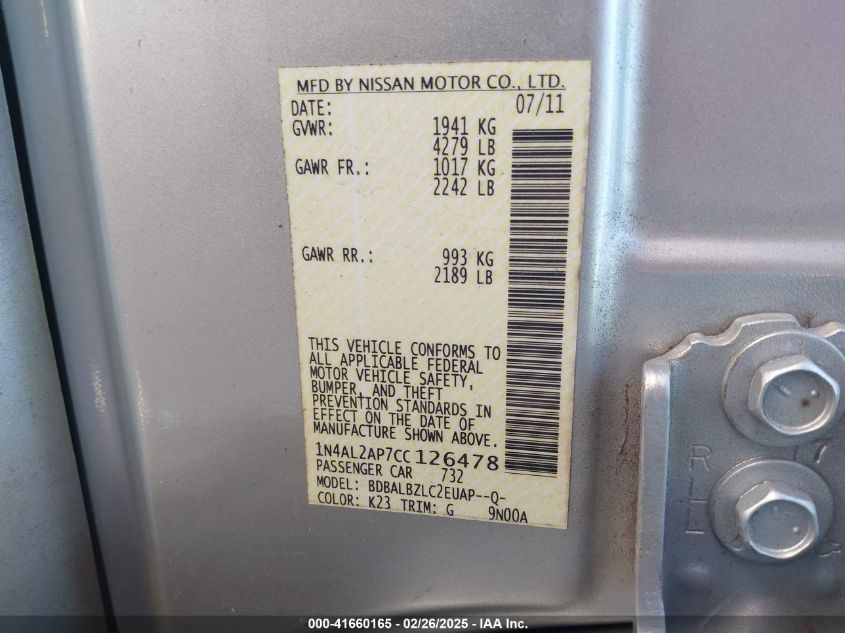 MFD BY NISSAN MOTOR CO., LTD.
DATE: 07/11
GVWR: 1941 KG
4279 LB
GAWR FR.: 1017 KG
2242 LB
GAWR RR.: 993 KG
2189 LB
THIS VEHICLE CONFORMS TO
ALL APPLICABLE FEDERAL
MOTOR VEHICLE SAFETY,
BUMPER, AND THEFT
PREVENTION STANDARDS IN
EFFECT ON THE DATE OF
MANUFACTURE SHOWN ABOVE.
1N4AL2AP7CC126478
PASSENGER CAR 732
MODEL: BDBALBZLC2EUAP--Q-
COLOR: K23 TRIM: G 9N00A
000-41660165 - 02/26/2025 - IAA Inc.